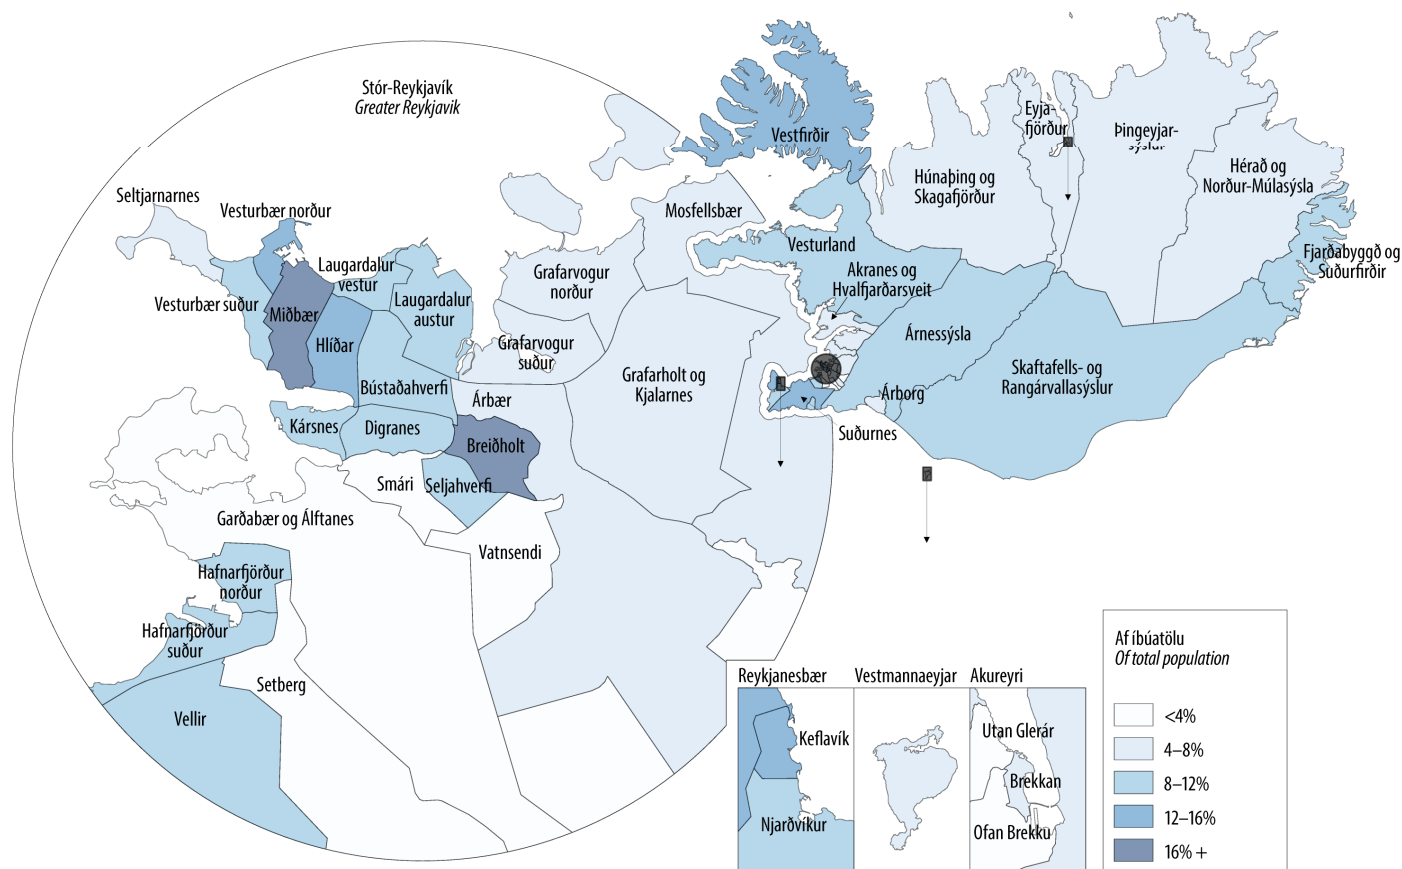 Stór-Reykjavík
Greater Reykjavik
Seltjarnarnes
Vesturbær norður
Vesturbær suður
Miðbær
Laugardalur
vestur
Laugardalur
austur
Hlíðar
Bústaðahverfi
Kársnes
Digranes
Árbær
Breiðholt
Smári
Seljahverfi
Garðabær og Álftanes
Vatnsendi
Hafnarfjörður
norður
Hafnarfjörður
suður
Setberg
Vellir
Mosfellsbær
Grafarvogur
norður
Grafarvogur
suður
Grafarholt og
Kjalarnes
Vestfirðir
Vesturland
Akranes og
Hvalfjarðarsveit
Húnaþing og
Skagafjörður
Eyja-
fjörður
Þingeyjar-
sýslur
Hérað og
Norður-Múlasýsla
Fjarðabyggð og
Suðurfirðir
Árnessýsla
Skaftafells- og
Rangárvallasýslur
Árborg
Suðurnes
Reykjanesbær
Keflavík
Njarðvíkur
Vestmannaeyjar
Akureyri
Utan Glerár
Brekkan
Ofan Brekku
Af íbúatölu
Of total population
<4%
4–8%
8–12%
12–16%
16% +